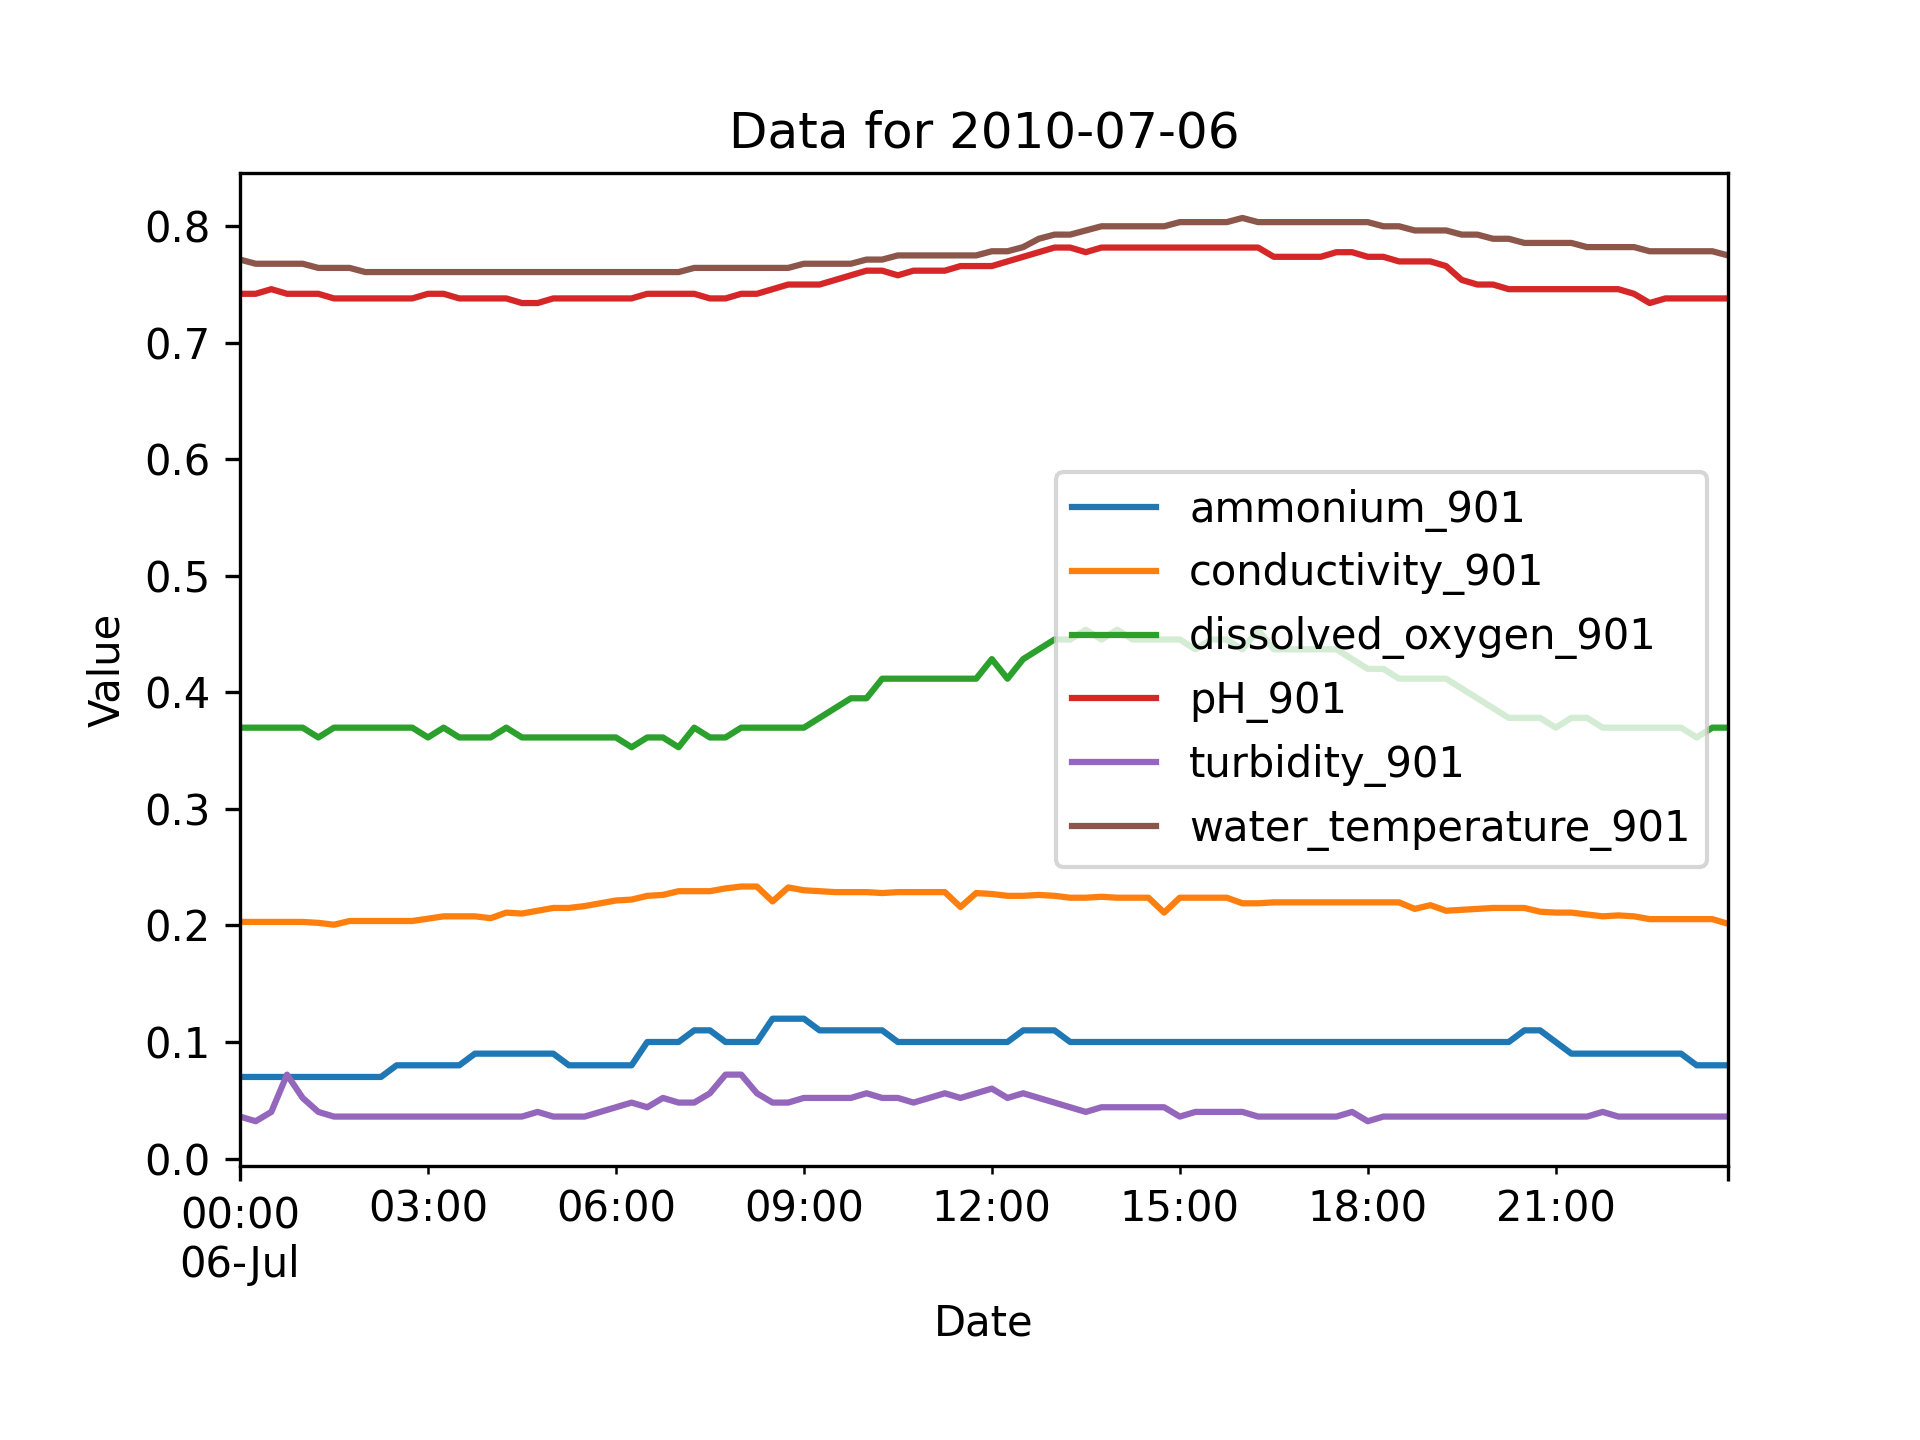 Data for 2010-07-06
0.8
0.7
0.6
0.5
0.4
0.3
0.2
0.1
0.0
Value
ammonium_901
conductivity_901
dissolved_oxygen_901
pH_901
turbidity_901
water_temperature_901
00:00 03:00 06:00 09:00 12:00 15:00 18:00 21:00
06-Jul
Date